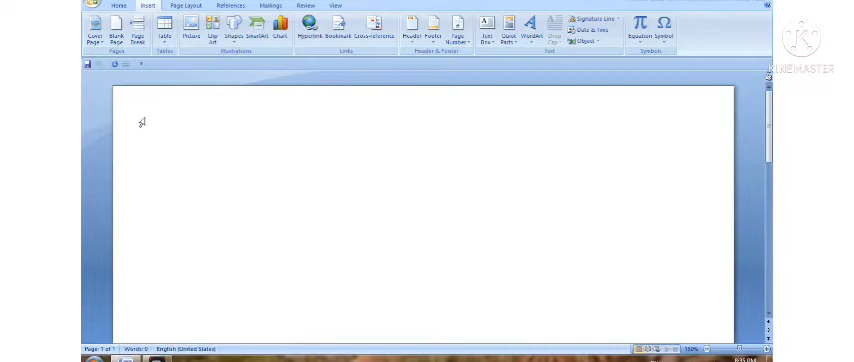 Home Insert Page Layout References Mailings Review View
Cover Page Blank Page Page Break Table Picture Clip Art Shapes SmartArt Chart Hyperlink Bookmark Cross-reference Header Footer Page Number Text Box Quick Parts WordArt Drop Cap Signature Line Date & Time Object Equation Symbol
Pages Tables Illustrations Links Header & Footer Text Symbols
KINEMASTER
Page: 1 of 1 Words: 0 English (United States) 150%
8:35 PM